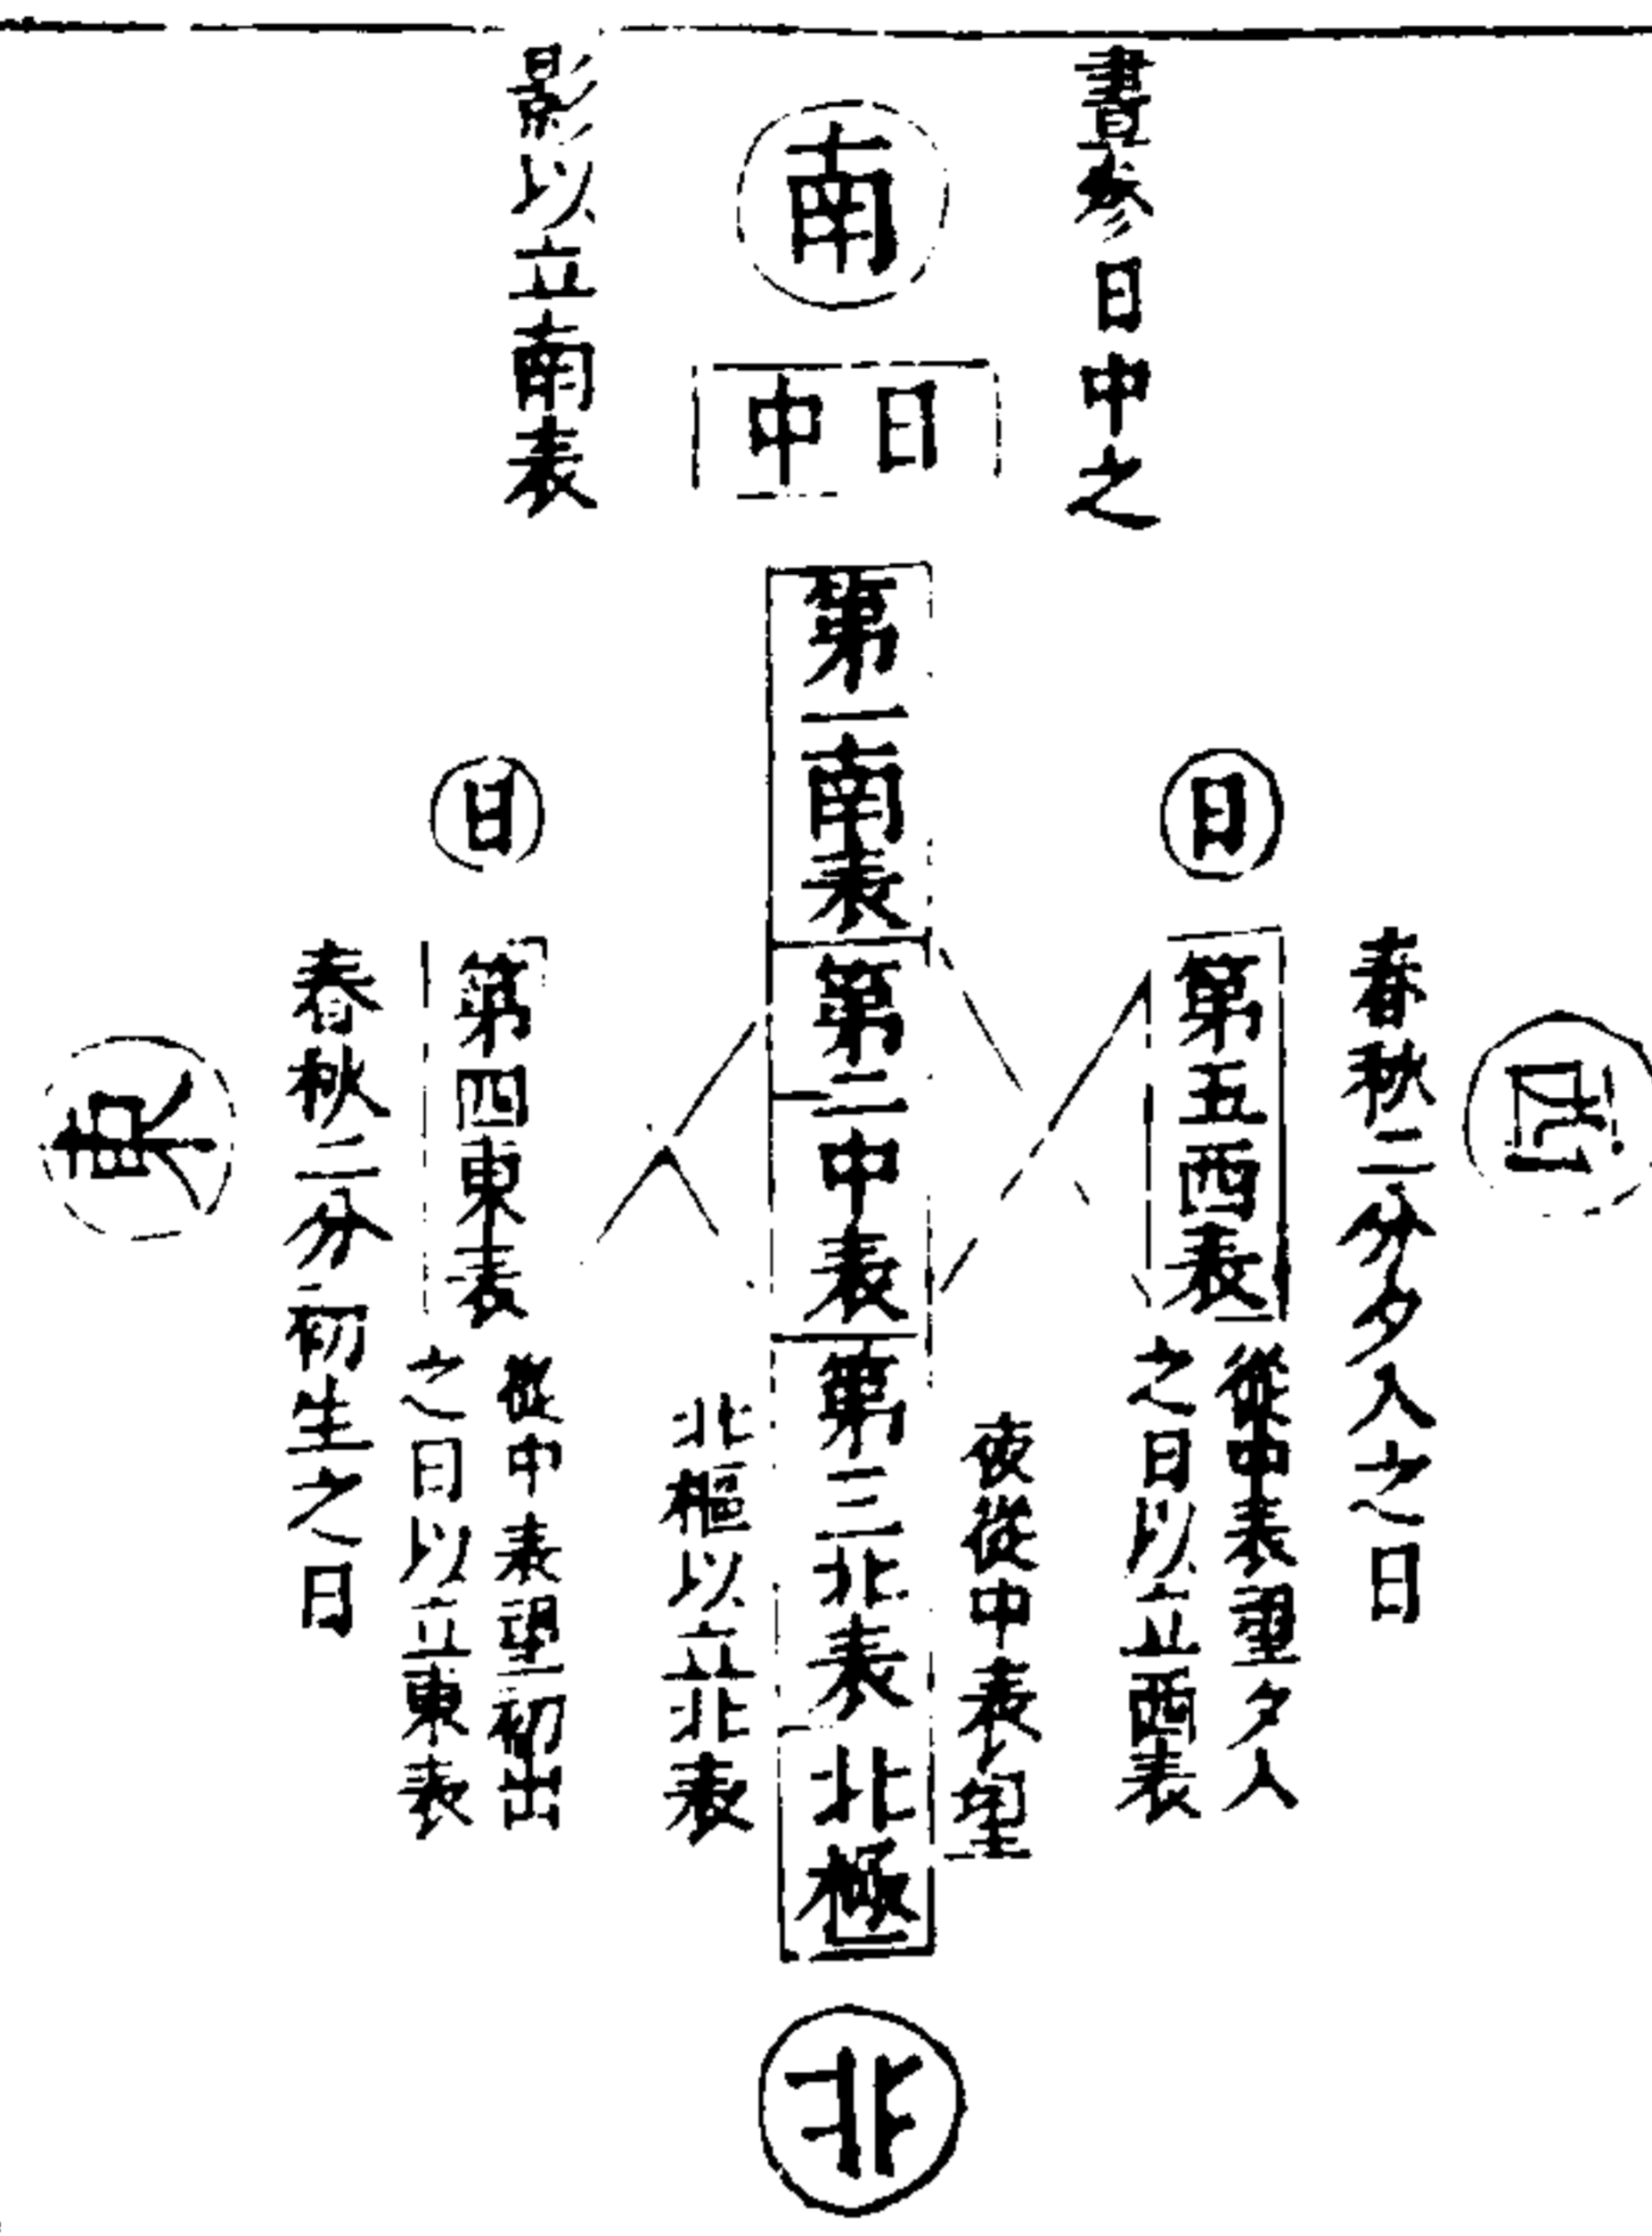 晝參日中之
影以立南表
南
日中
第一南表
第二中表
第三北表
北極
北
夜從中表望
北樞以立北表
西
春秋二分夕入之日
日
第五西表
從中表望夕入
之日以立西表
日
第四東表
從中表望初出
之日以立東表
春秋二分初生之日
東